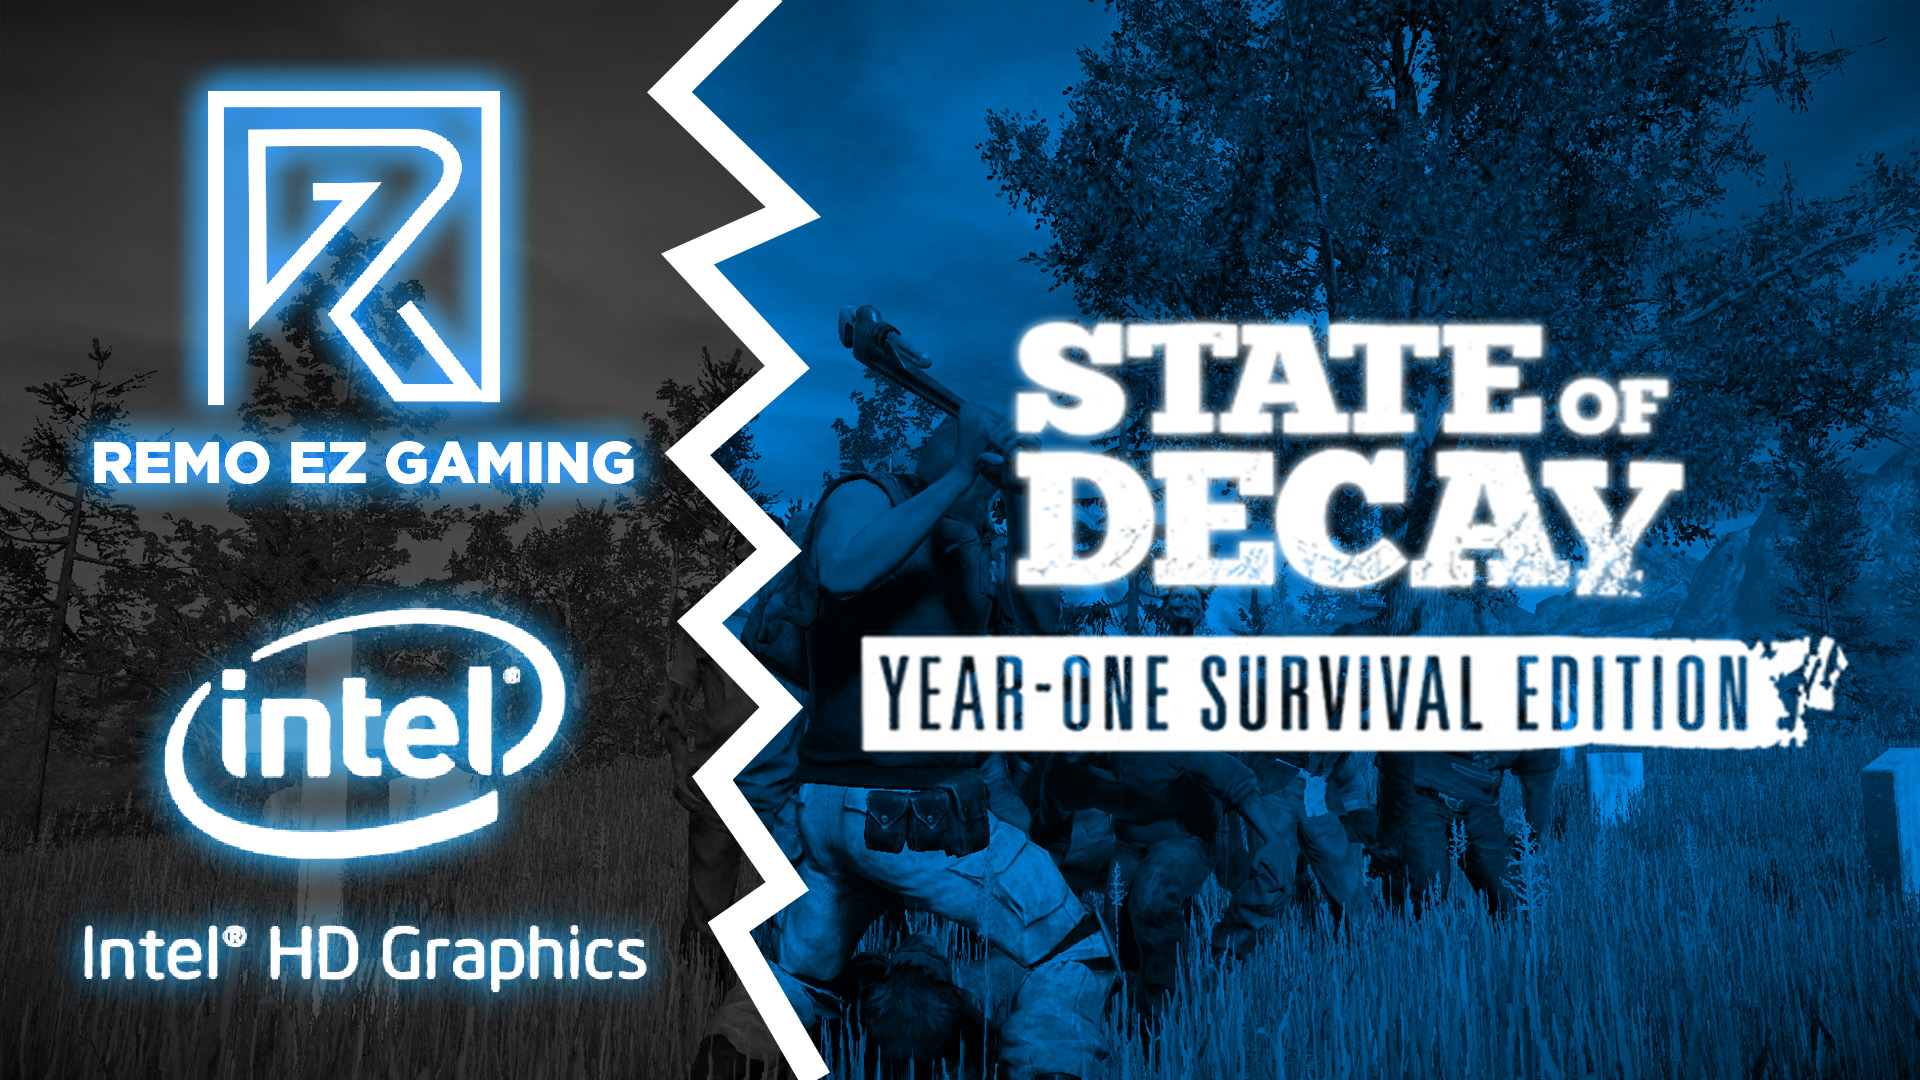 REMO EZ GAMING
intel®
Intel® HD Graphics
STATE OF
DECAY
YEAR-ONE SURVIVAL EDITION